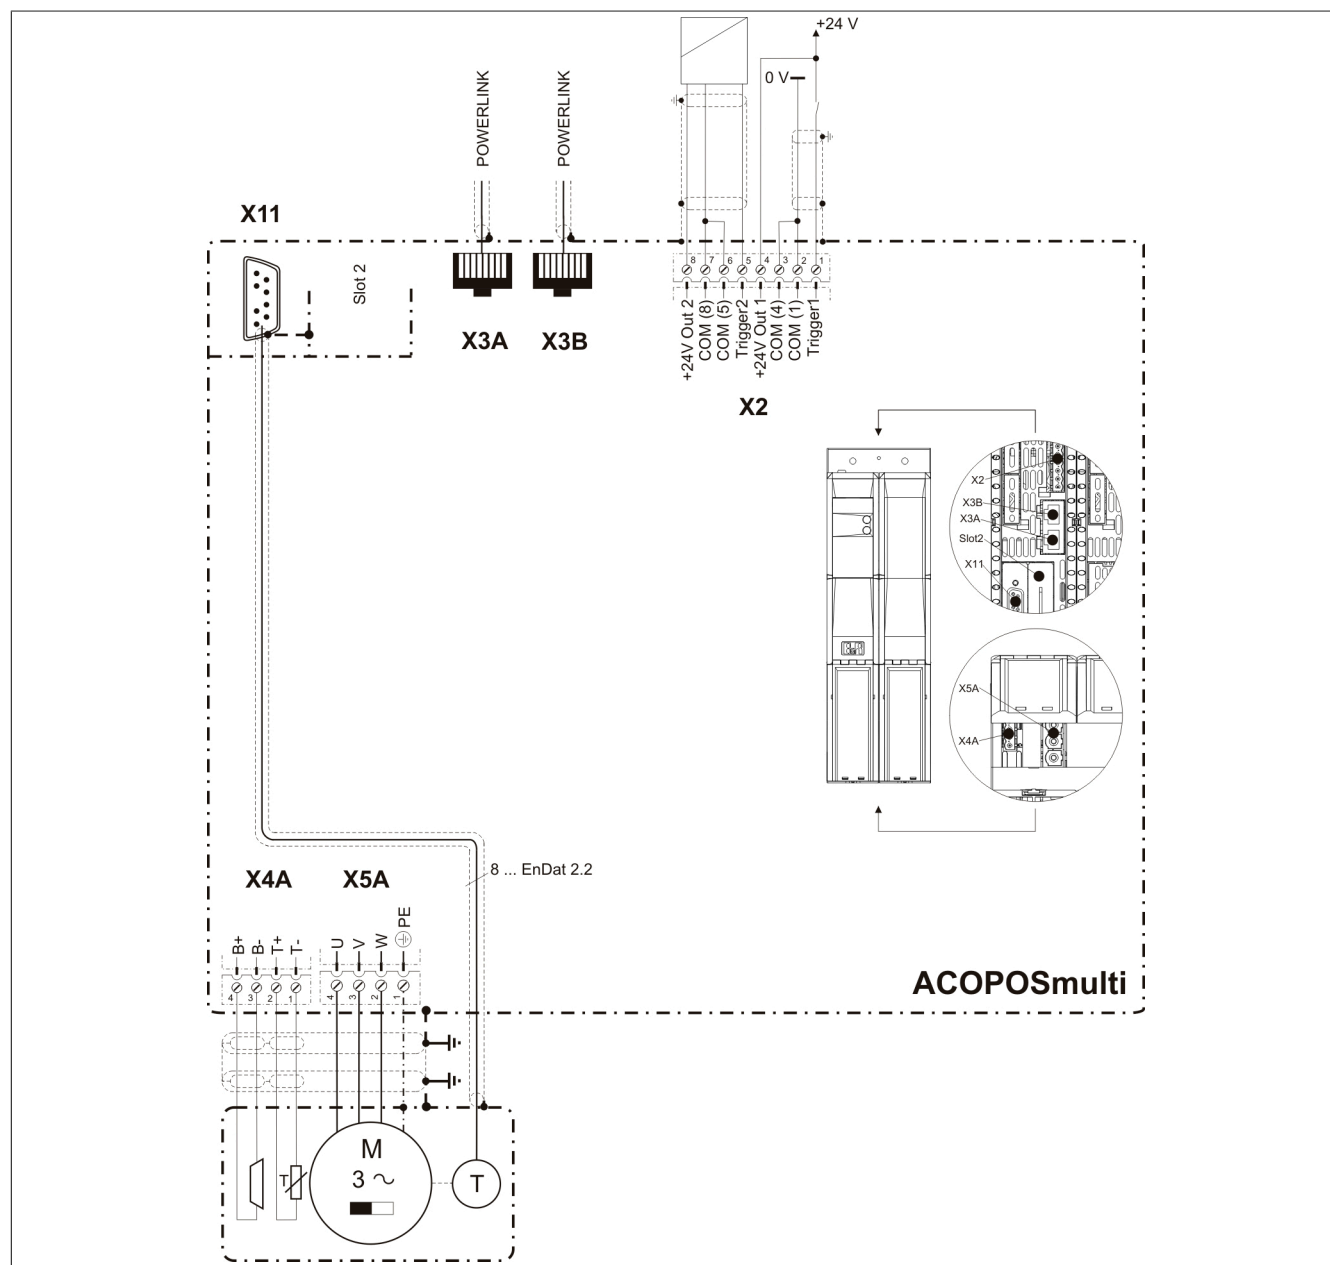 +24 V
0 V
POWERLINK
POWERLINK
X11
Slot 2
8 7 6 5 4 3 2 1
+24V Out 2
COM (8)
COM (5)
Trigger2
+24V Out 1
COM (4)
COM (1)
Trigger1
X3A
X3B
X2
X2
X3B
X3A
Slot2
X11
X5A
X4A
8 ... EnDat 2.2
X4A
X5A
B+
B-
T+
T-
U
V
W
PE
4 3 2 1
4 3 2 1
ACOPOSmulti
M
3 ~
T
T